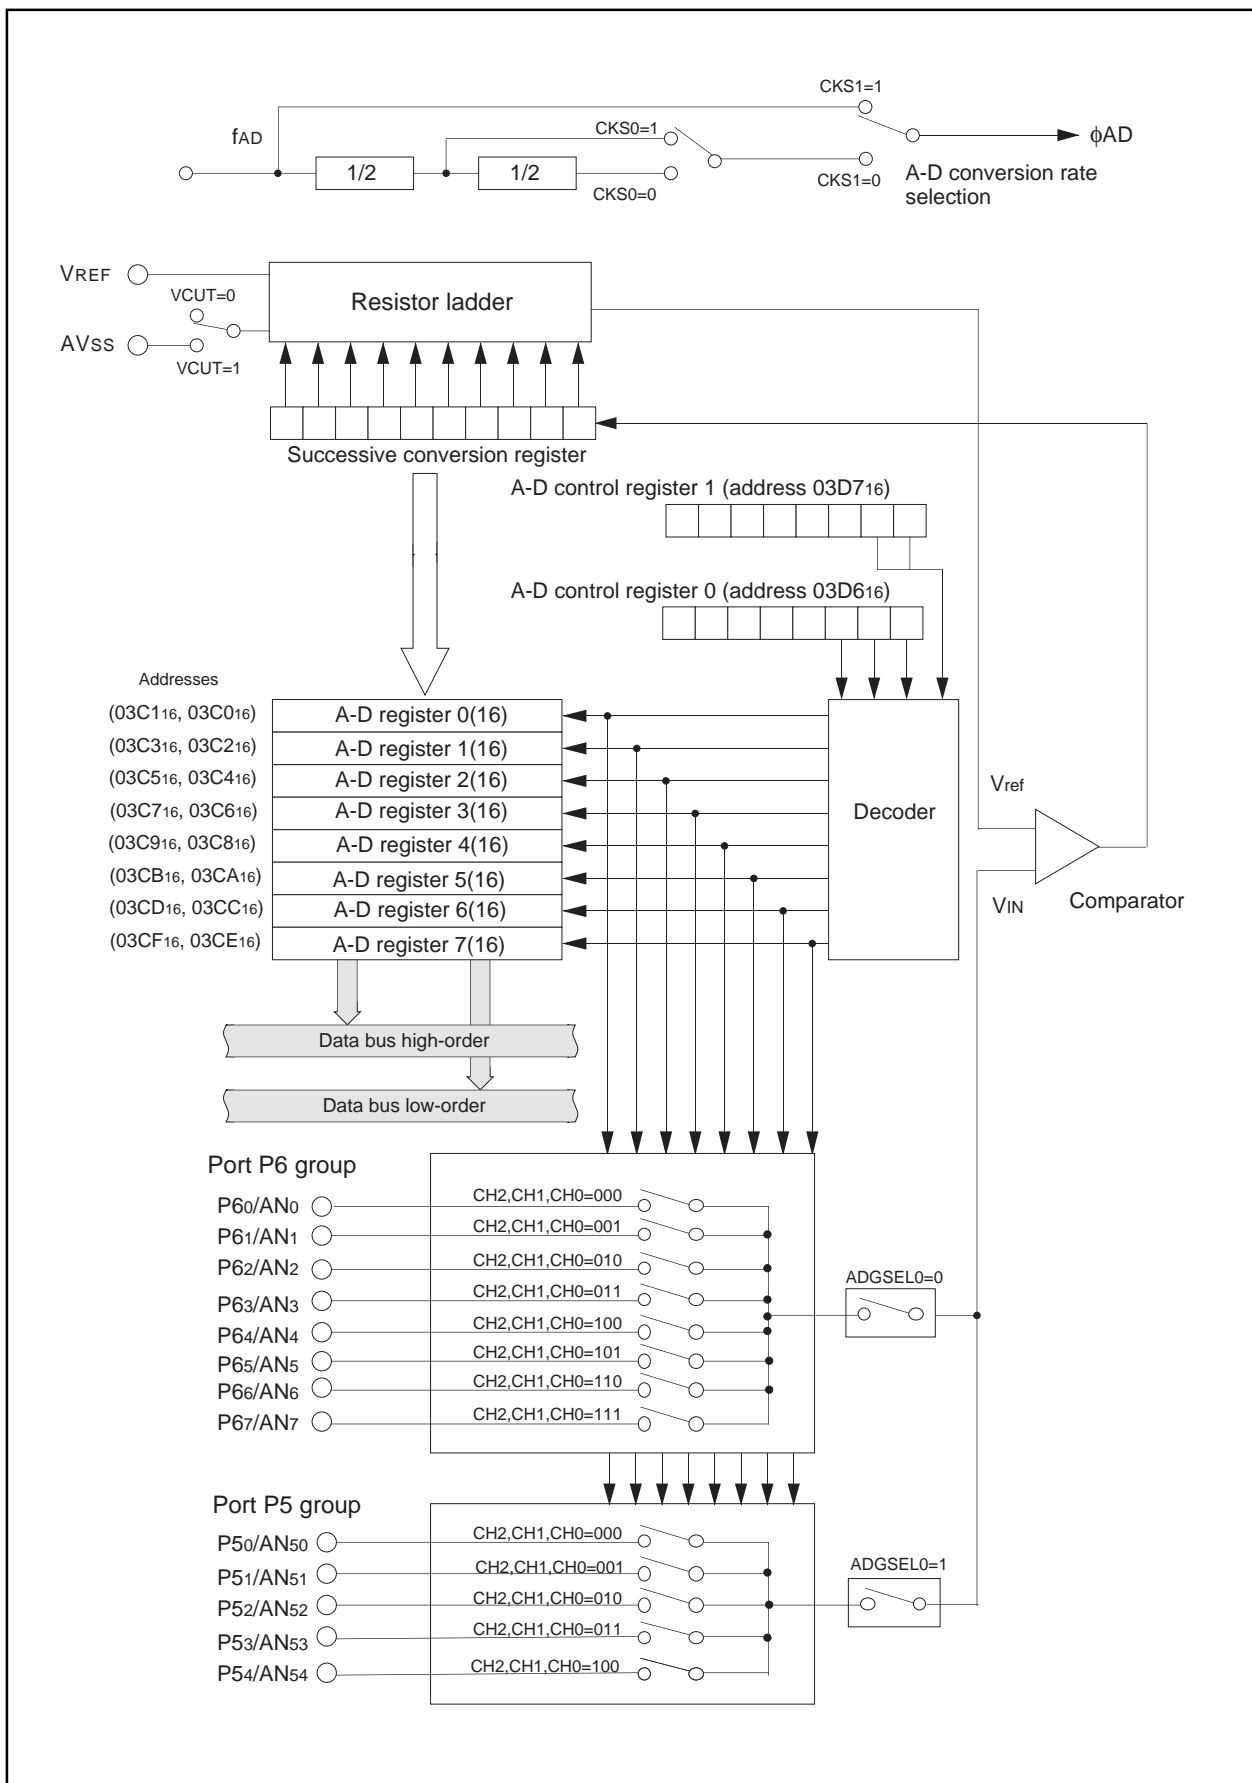 CKS1=1
fAD
CKS0=1
ϕAD
1/2
1/2
CKS0=0
CKS1=0
A-D conversion rate
selection
VREF
VCUT=0
Resistor ladder
AVSS
VCUT=1
Successive conversion register
A-D control register 1 (address 03D716)
A-D control register 0 (address 03D616)
Addresses
(03C116, 03C016)
A-D register 0(16)
(03C316, 03C216)
A-D register 1(16)
(03C516, 03C416)
A-D register 2(16)
(03C716, 03C616)
A-D register 3(16)
(03C916, 03C816)
A-D register 4(16)
(03CB16, 03CA16)
A-D register 5(16)
(03CD16, 03CC16)
A-D register 6(16)
(03CF16, 03CE16)
A-D register 7(16)
Decoder
Vref
VIN
Comparator
Data bus high-order
Data bus low-order
Port P6 group
P60/AN0
CH2,CH1,CH0=000
P61/AN1
CH2,CH1,CH0=001
P62/AN2
CH2,CH1,CH0=010
P63/AN3
CH2,CH1,CH0=011
P64/AN4
CH2,CH1,CH0=100
P65/AN5
CH2,CH1,CH0=101
P66/AN6
CH2,CH1,CH0=110
P67/AN7
CH2,CH1,CH0=111
ADGSEL0=0
Port P5 group
P50/AN50
CH2,CH1,CH0=000
P51/AN51
CH2,CH1,CH0=001
P52/AN52
CH2,CH1,CH0=010
P53/AN53
CH2,CH1,CH0=011
P54/AN54
CH2,CH1,CH0=100
ADGSEL0=1